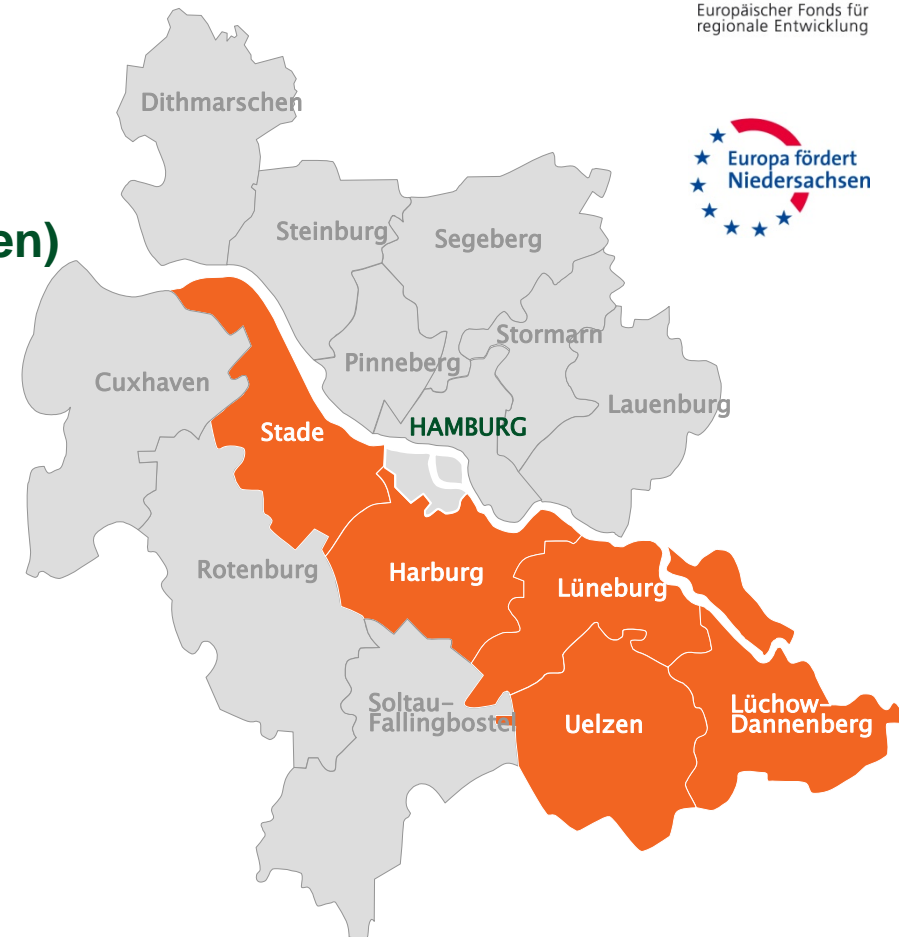 Europäischer Fonds für
regionale Entwicklung
Dithmarschen
Europa fördert
Niedersachsen
Steinburg
Segeberg
en)
Stormarn
Pinneberg
Cuxhaven
Lauenburg
HAMBURG
Stade
Rotenburg
Harburg
Lüneburg
Soltau-
Fallingbostel
Uelzen
Lüchow-
Dannenberg